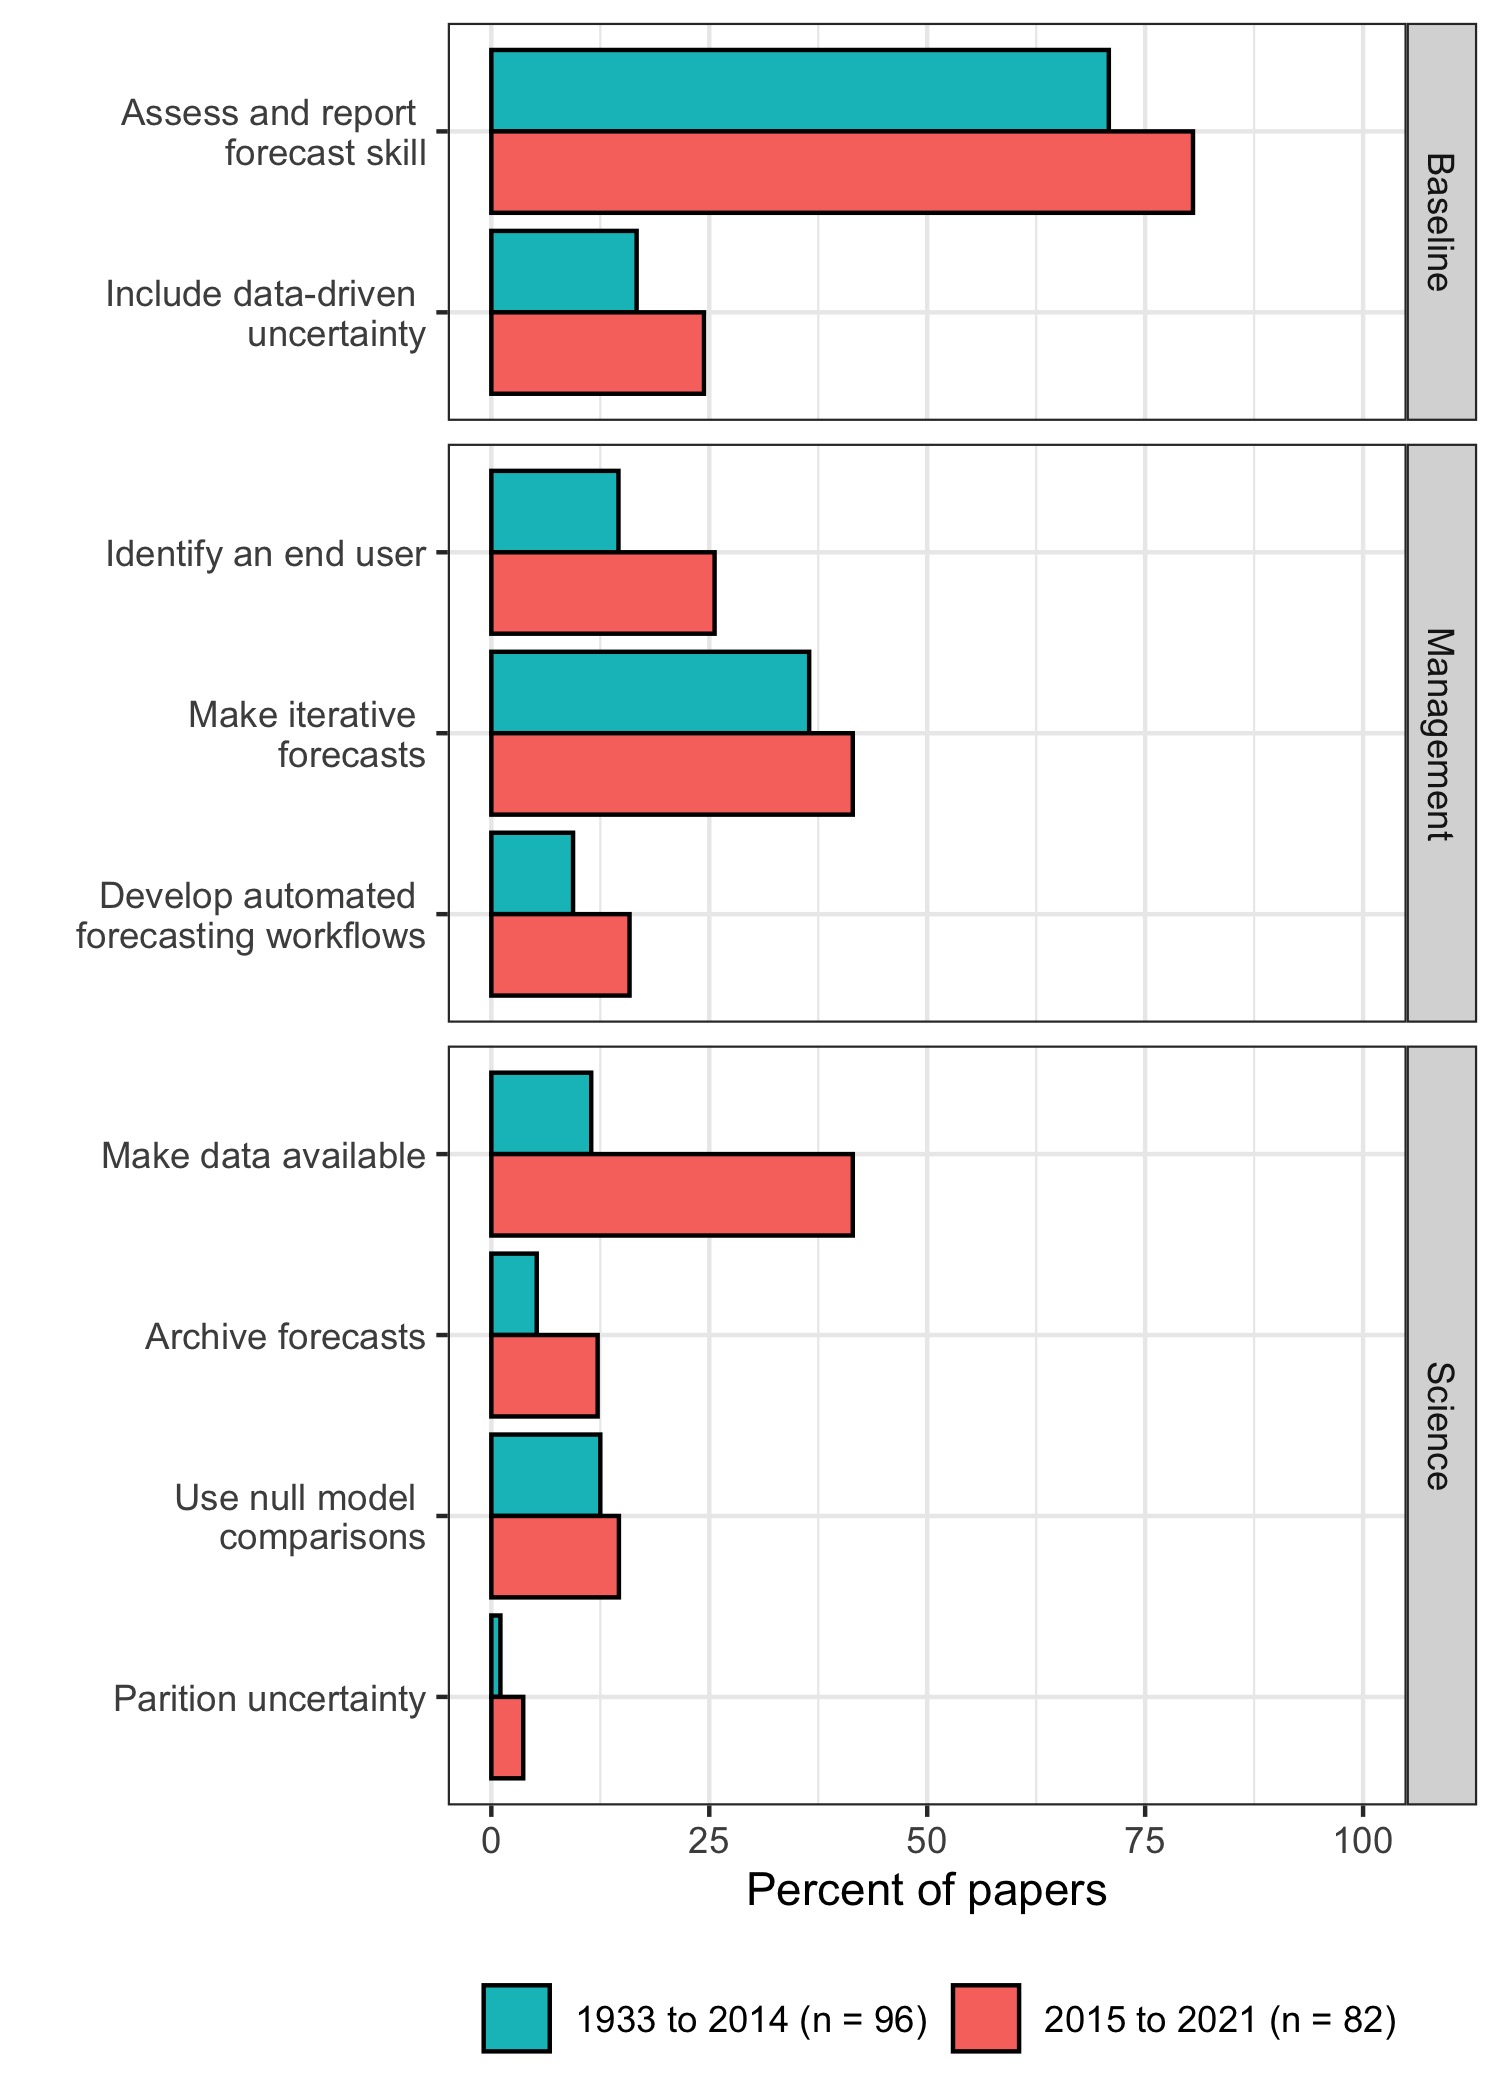 Assess and report
forecast skill
Include data-driven
uncertainty
Baseline
Identify an end user
Make iterative
forecasts
Develop automated
forecasting workflows
Management
Make data available
Archive forecasts
Use null model
comparisons
Parition uncertainty
Science
0 25 50 75 100
Percent of papers
1933 to 2014 (n = 96) 2015 to 2021 (n = 82)